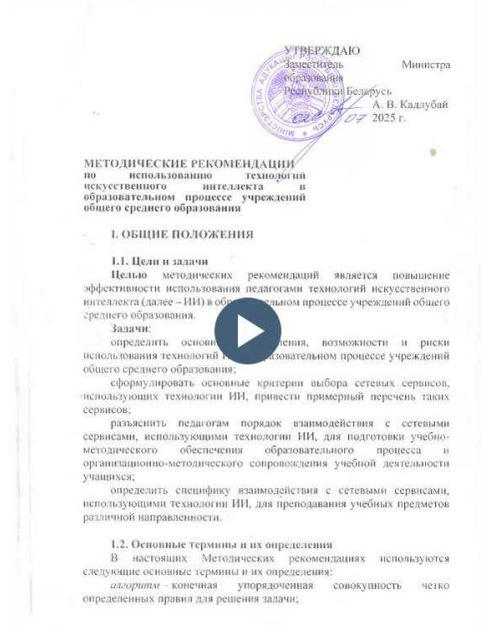 УТВЕРЖДАЮ
Заместитель Министра
образования
Республики Беларусь
А. В. Кадлубай
07 2025 г.
МЕТОДИЧЕСКИЕ РЕКОМЕНДАЦИИ
по использованию технологий
искусственного интеллекта в
образовательном процессе учреждений
общего среднего образования
I. ОБЩИЕ ПОЛОЖЕНИЯ
1.1. Цели и задачи
Целью методических рекомендаций является повышение
эффективности использования педагогами технологий искусственного
интеллекта (далее – ИИ) в образовательном процессе учреждений общего
среднего образования.
Задачи:
определить возможности и риски
использования технологий образовательном процессе учреждений
общего среднего образования;
сформулировать основные критерии выбора сетевых сервисов,
использующих технологии ИИ, привести примерный перечень таких
сервисов;
разъяснить педагогам порядок взаимодействия с сетевыми
сервисами, использующими технологии ИИ, для подготовки учебно-
методического обеспечения образовательного процесса и
организационно-методического сопровождения учебной деятельности
учащихся;
определить специфику взаимодействия с сетевыми сервисами,
использующими технологии ИИ, для преподавания учебных предметов
различной направленности.
1.2. Основные термины и их определения
В настоящих Методических рекомендациях используются
следующие основные термины и их определения:
алгоритм – конечная упорядоченная совокупность четко
определенных правил для решения задачи;